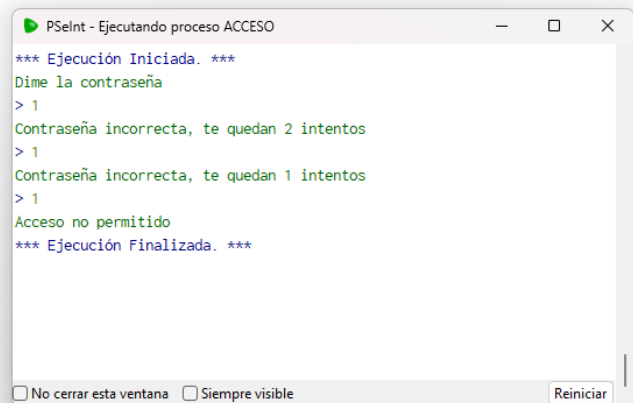 PSeInt - Ejecutando proceso ACCESO
*** Ejecución Iniciada. ***
Dime la contraseña
> 1
Contraseña incorrecta, te quedan 2 intentos
> 1
Contraseña incorrecta, te quedan 1 intentos
> 1
Acceso no permitido
*** Ejecución Finalizada. ***
No cerrar esta ventana Siempre visible Reiniciar